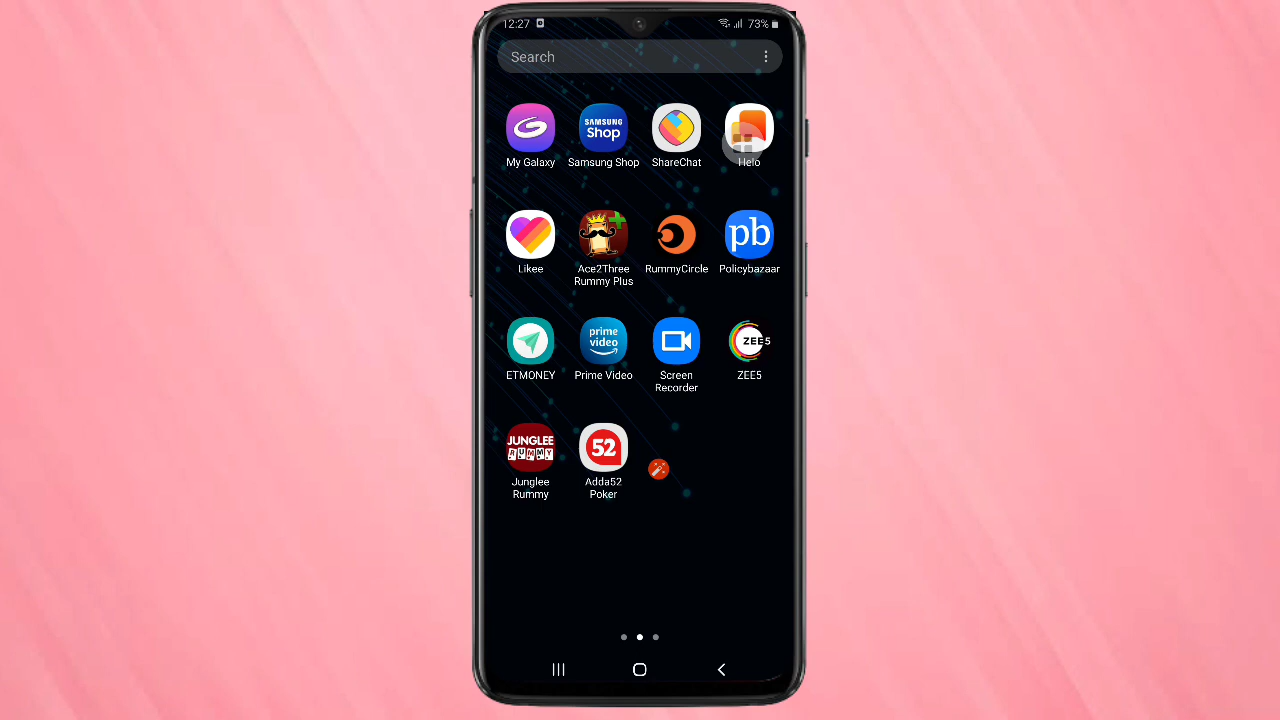 12:27
73%
Search
SAMSUNG
Shop
My Galaxy
Samsung Shop
ShareChat
Helo
pb
Likee
Ace2Three
Rummy Plus
RummyCircle
Policybazaar
prime
video
ZEE5
ETMONEY
Prime Video
Screen
Recorder
ZEE5
JUNGLEE
RUMMY
52
Junglee
Rummy
Adda52
Poker